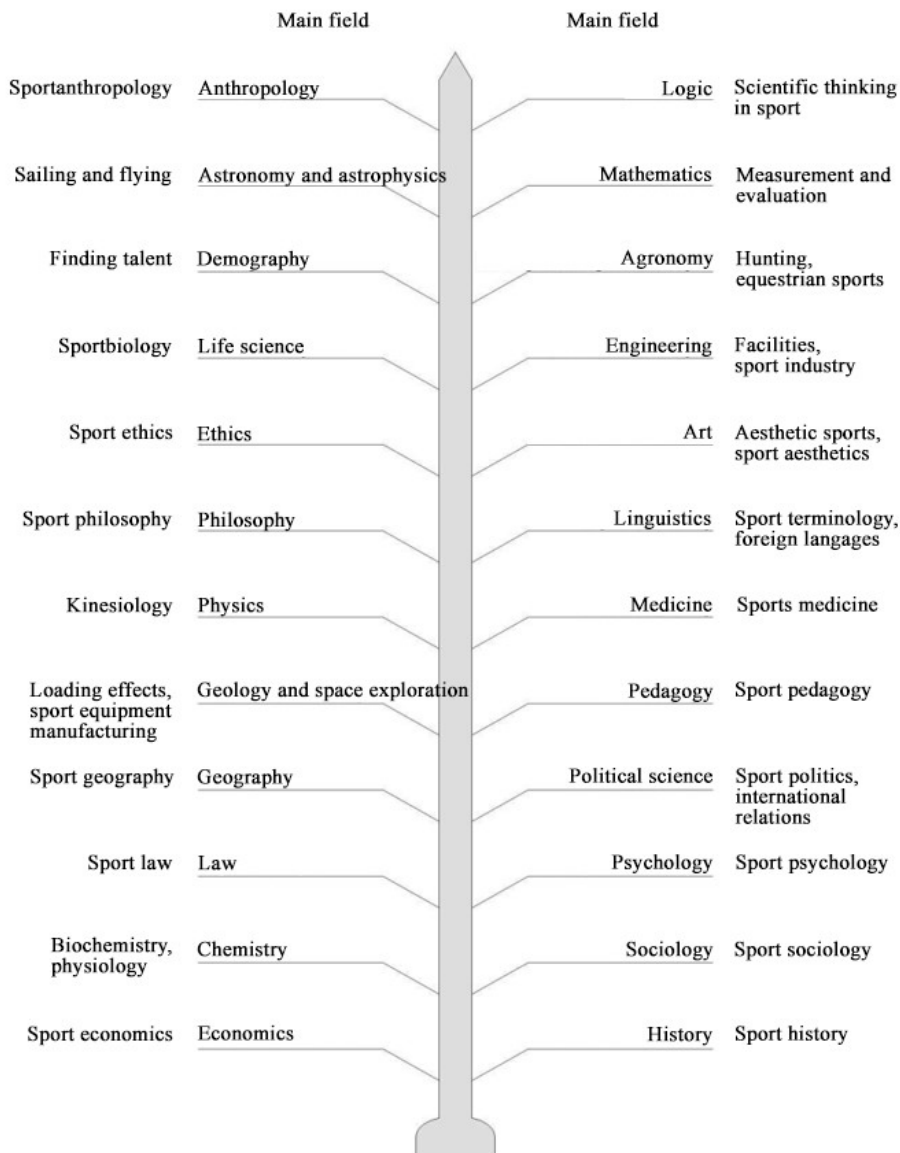 Main field Main field
Sportanthropology Anthropology Logic Scientific thinking
in sport
Sailing and flying Astronomy and astrophysics Mathematics Measurement and
evaluation
Finding talent Demography Agronomy Hunting,
equestrian sports
Sportbiology Life science Engineering Facilities,
sport industry
Sport ethics Ethics Art Aesthetic sports,
sport aesthetics
Sport philosophy Philosophy Linguistics Sport terminology,
foreign langages
Kinesiology Physics Medicine Sports medicine
Loading effects, Geology and space exploration Pedagogy Sport pedagogy
sport equipment
manufacturing
Sport geography Geography Political science Sport politics,
international
relations
Sport law Law Psychology Sport psychology
Biochemistry, Chemistry Sociology Sport sociology
physiology
Sport economics Economics History Sport history